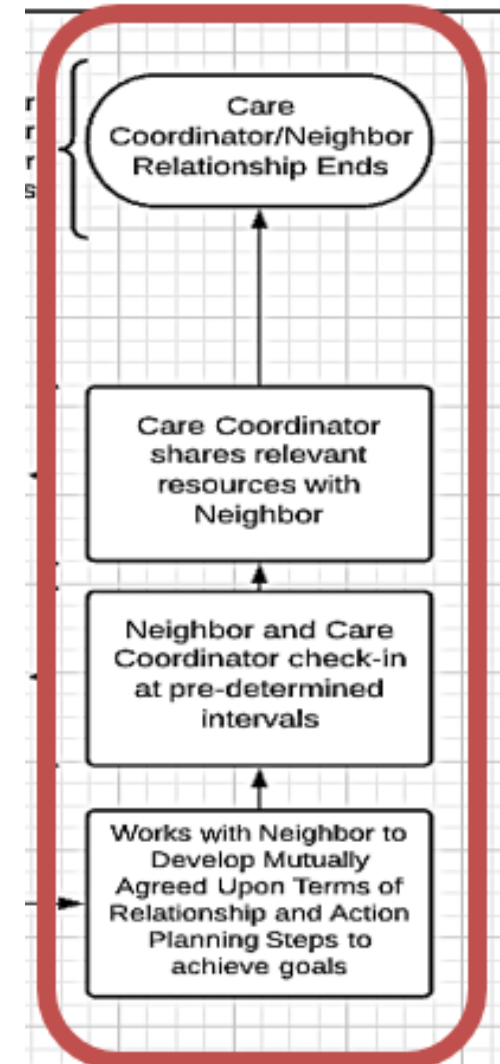 r
r
r
s
Care
Coordinator/Neighbor
Relationship Ends
Care Coordinator
shares relevant
resources with
Neighbor
Neighbor and Care
Coordinator check-in
at pre-determined
intervals
Works with Neighbor to
Develop Mutually
Agreed Upon Terms of
Relationship and Action
Planning Steps to
achieve goals